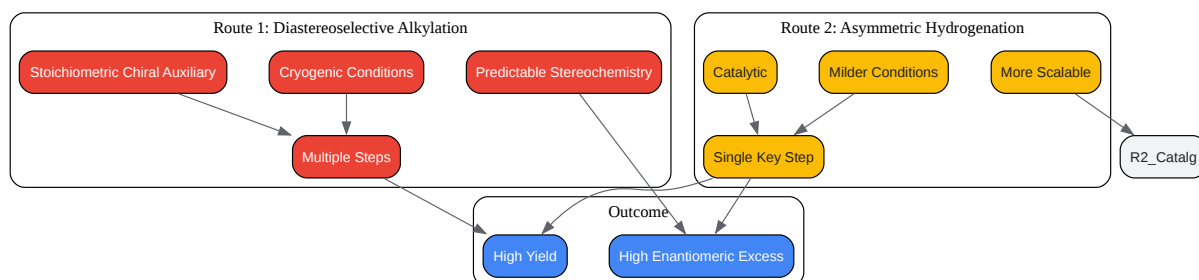 Route 1: Diastereoselective Alkylation
Route 2: Asymmetric Hydrogenation
Stoichiometric Chiral Auxiliary
Cryogenic Conditions
Predictable Stereochemistry
Catalytic
Milder Conditions
More Scalable
Multiple Steps
Single Key Step
R2_Catalg
Outcome
High Yield
High Enantiomeric Excess